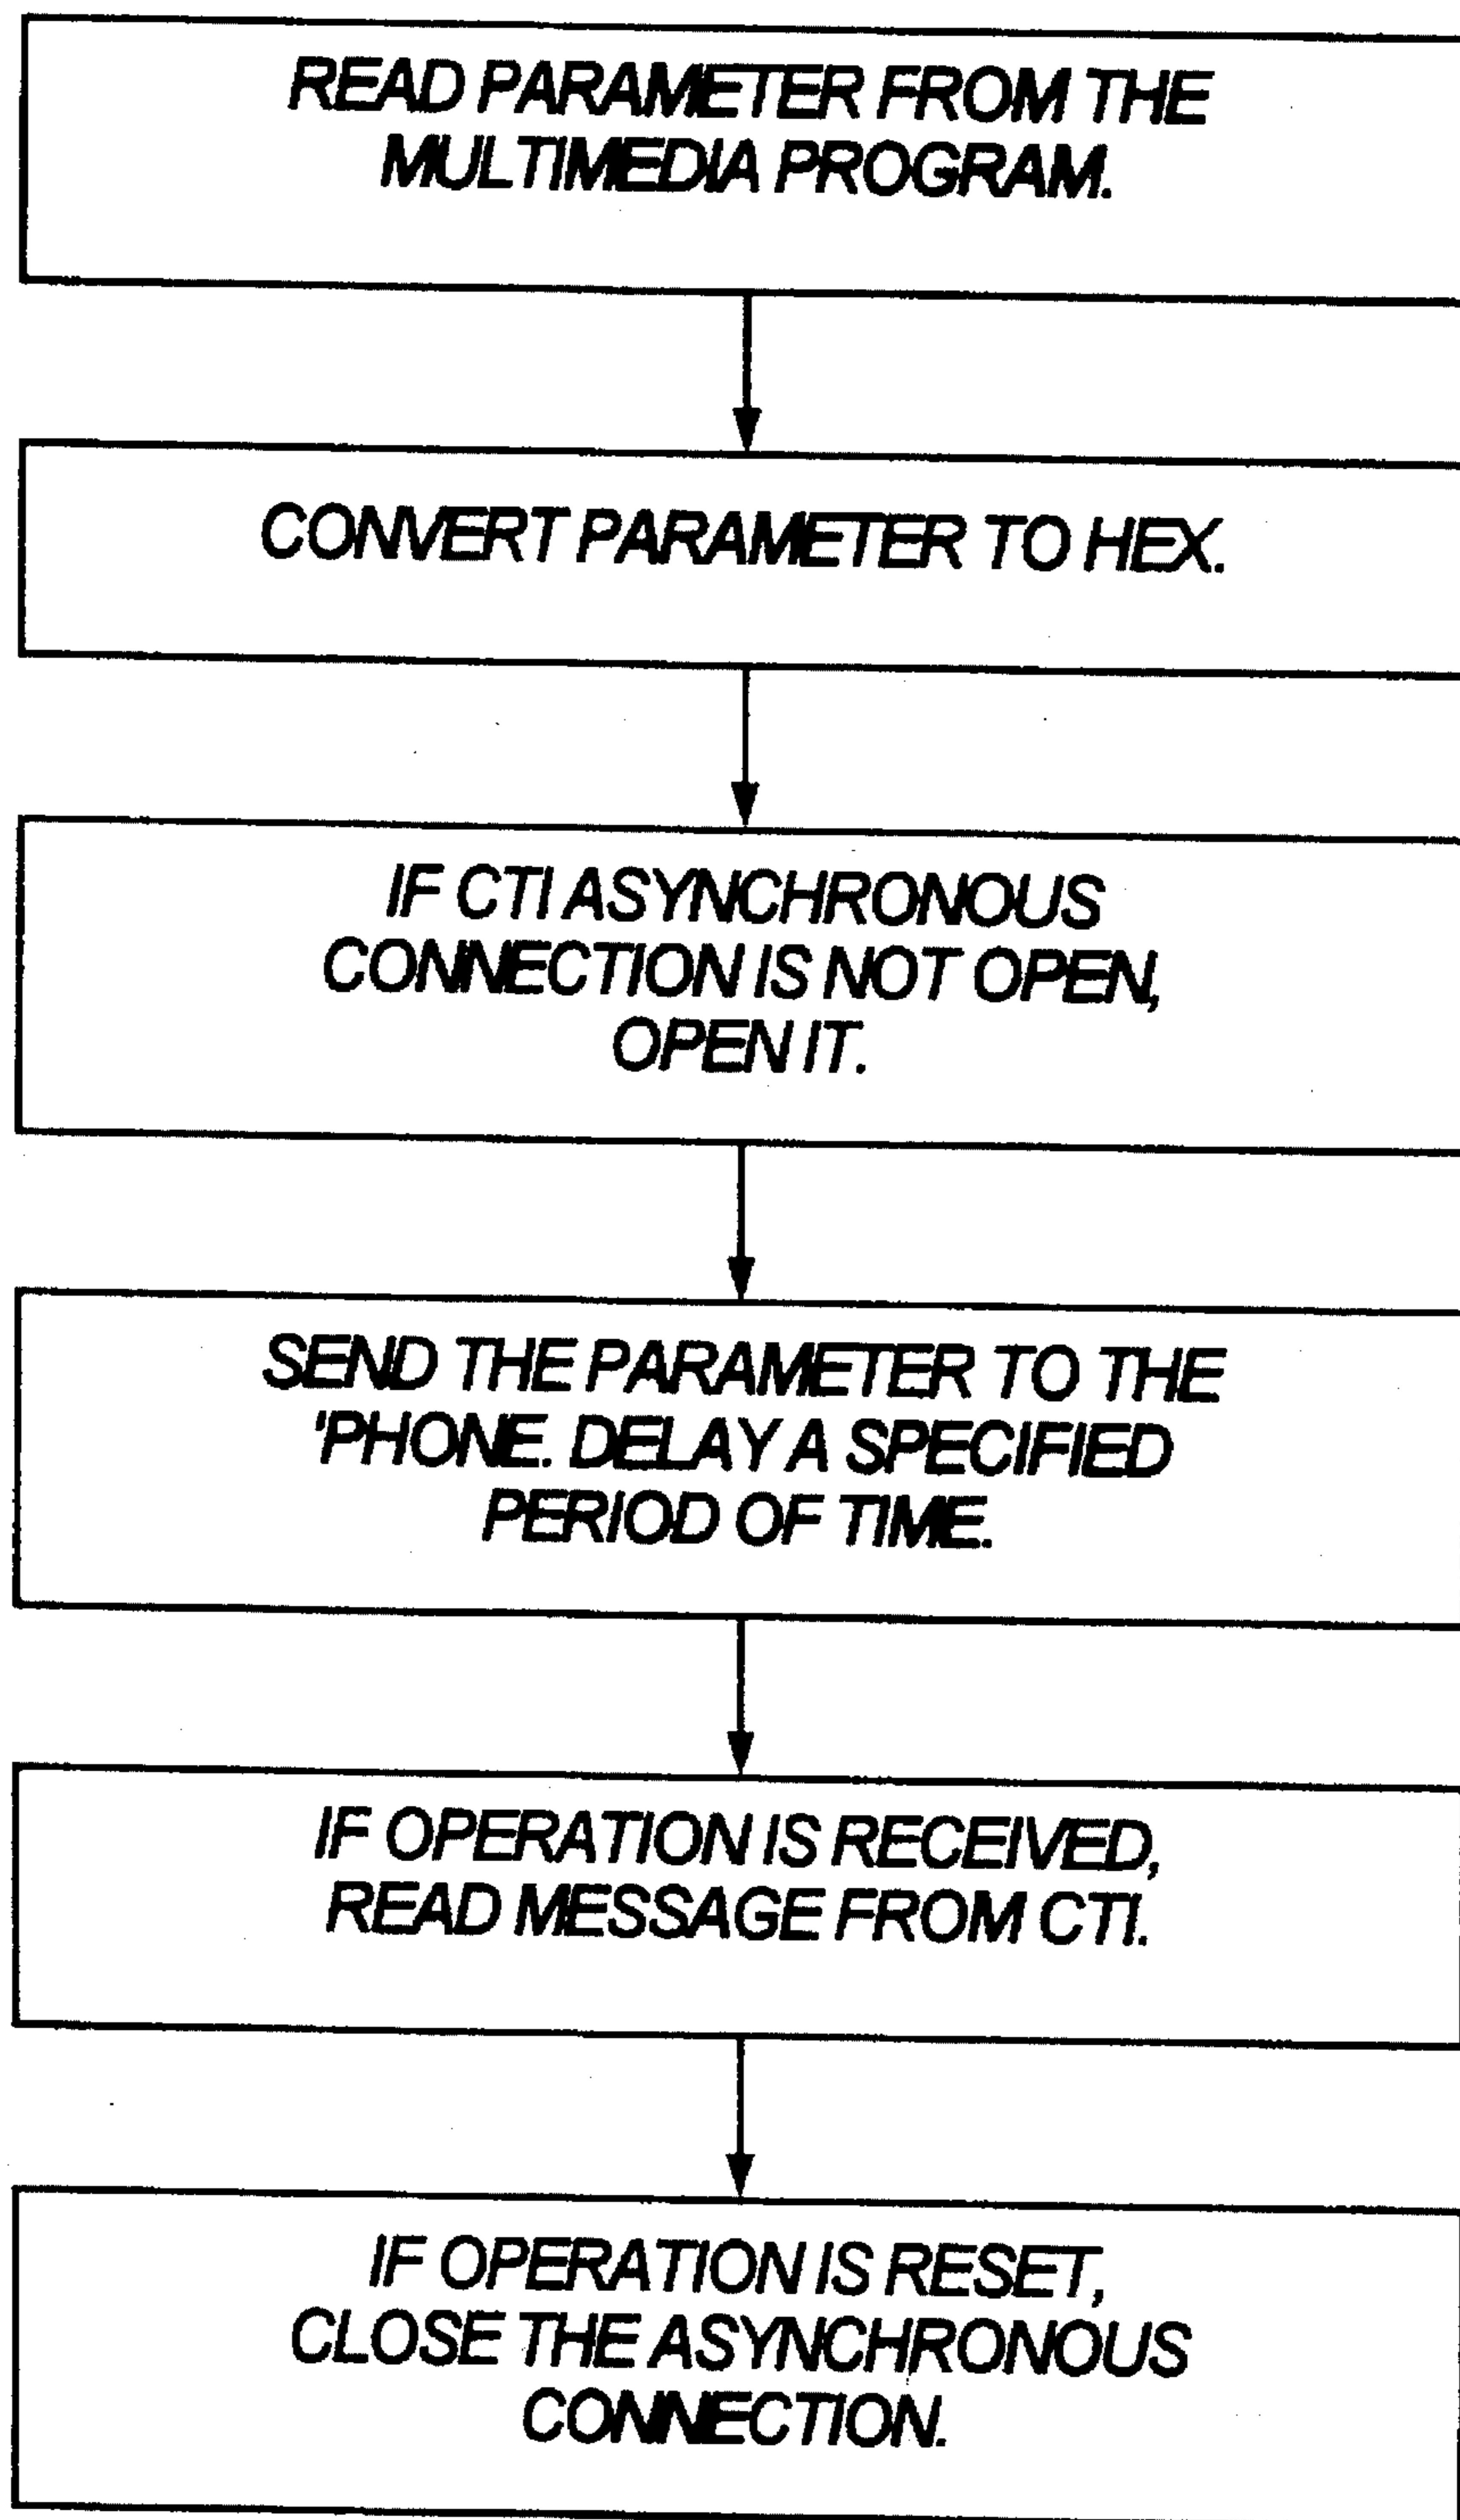 READ PARAMETER FROM THE
MULTIMEDIA PROGRAM.
CONVERT PARAMETER TO HEX.
IF CTI ASYNCHRONOUS
CONNECTION IS NOT OPEN,
OPEN IT.
SEND THE PARAMETER TO THE
'PHONE. DELAY A SPECIFIED
PERIOD OF TIME.
IF OPERATION IS RECEIVED,
READ MESSAGE FROM CTI.
IF OPERATION IS RESET,
CLOSE THE ASYNCHRONOUS
CONNECTION.